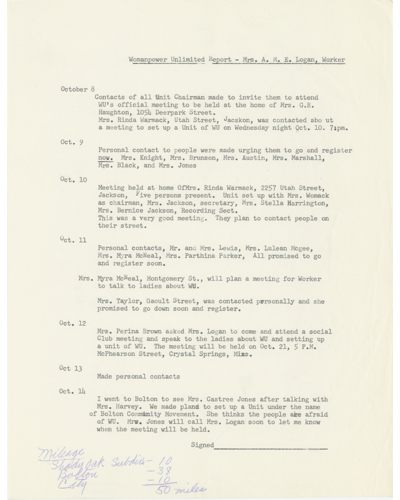 Womanpower Unlimited Report - Mrs. A. M. E. Logan, Worker
October 8
Contacts of all Unit Chairman made to invite them to attend
WU's official meeting to be held at the home of Mrs. O.R.
Haughton, 1054 Deerpark Street.
Mrs. Rinda Warmack, Utah Street, Jackson, was contacted about
a meeting to set up a Unit of WU on Wednesday night Oct. 10. 7:pm.
Oct. 9
Personal contact to people were made urging them to go and register
now. Mrs. Knight, Mrs. Brunson, Mrs. Austin, Mrs. Marshall,
Mrs. Black, and Mrs. Jones
Oct. 10
Meeting held at home OfMrs. Rinda Warmack, 2257 Utah Street,
Jackson, Five persons present. Unit set up with Mrs. Womack
as chairman, Mrs. Jackson, secretary, Mrs. Stella Harrington,
Mrs. Bernice Jackson, Recording Sect.
This was a very good meeting. They plan to contact people on
their street.
Oct. 11
Personal contacts, Mr. and Mrs. Lewis, Mrs. Lulean Mcgee,
Mrs. Myra McNeal, Mrs. Parthina Parker, All promised to go
and register soon.
Mrs. Myra McNeal, Montgomery St., will plan a meeting for Worker
to talk to ladies about WU.
Mrs. Taylor, Gaoult Street, was contacted personally and she
promised to go down soon and register.
Oct. 12
Mrs. Perina Brown asked Mrs. Logan to come and attend a social
Club meeting and speak to the ladies about WU and setting up
a unit of WU. The meeting will be held on Oct. 21, 5 P.M.
McPhearson Street, Crystal Springs, Miss.
Oct 13
Made personal contacts
Oct. 14
I went to Bolton to see Mrs. Castree Jones after talking with
Mrs. Harvey. We made plans to set up a Unit under the name
of Bolton Community Movement. She thinks the people are afraid
of WU. Mrs. Jones will call Mrs. Logan soon to let me know
when the meeting will be held.
Signed
Mileage
Shady oak Subdiv - 10
Bolton - 38
City - 10
50 miles